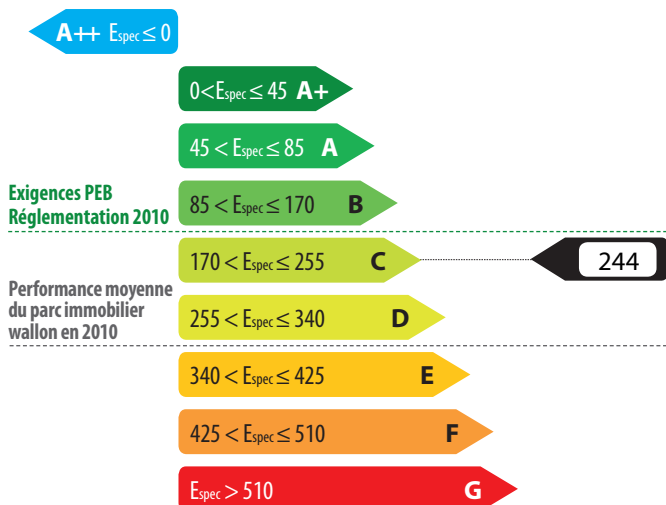 A++ Espec ≤ 0
0<Espec ≤ 45 A+
45 < Espec ≤ 85 A
Exigences PEB
Réglementation 2010
85 < Espec ≤ 170 B
170 < Espec ≤ 255 C
244
Performance moyenne
du parc immobilier
wallon en 2010
255 < Espec ≤ 340 D
340 < Espec ≤ 425 E
425 < Espec ≤ 510 F
Espec > 510 G